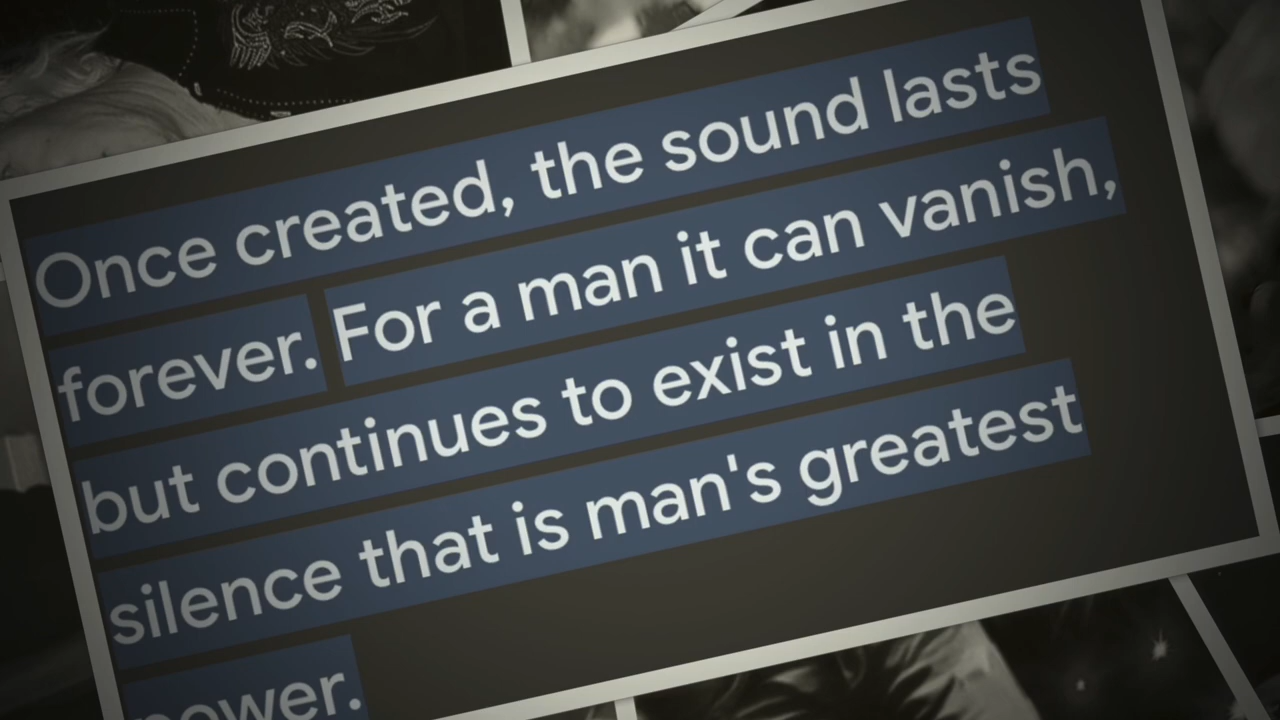 Once created, the sound lasts
forever. For a man it can vanish,
but continues to exist in the
silence that is man's greatest
power.